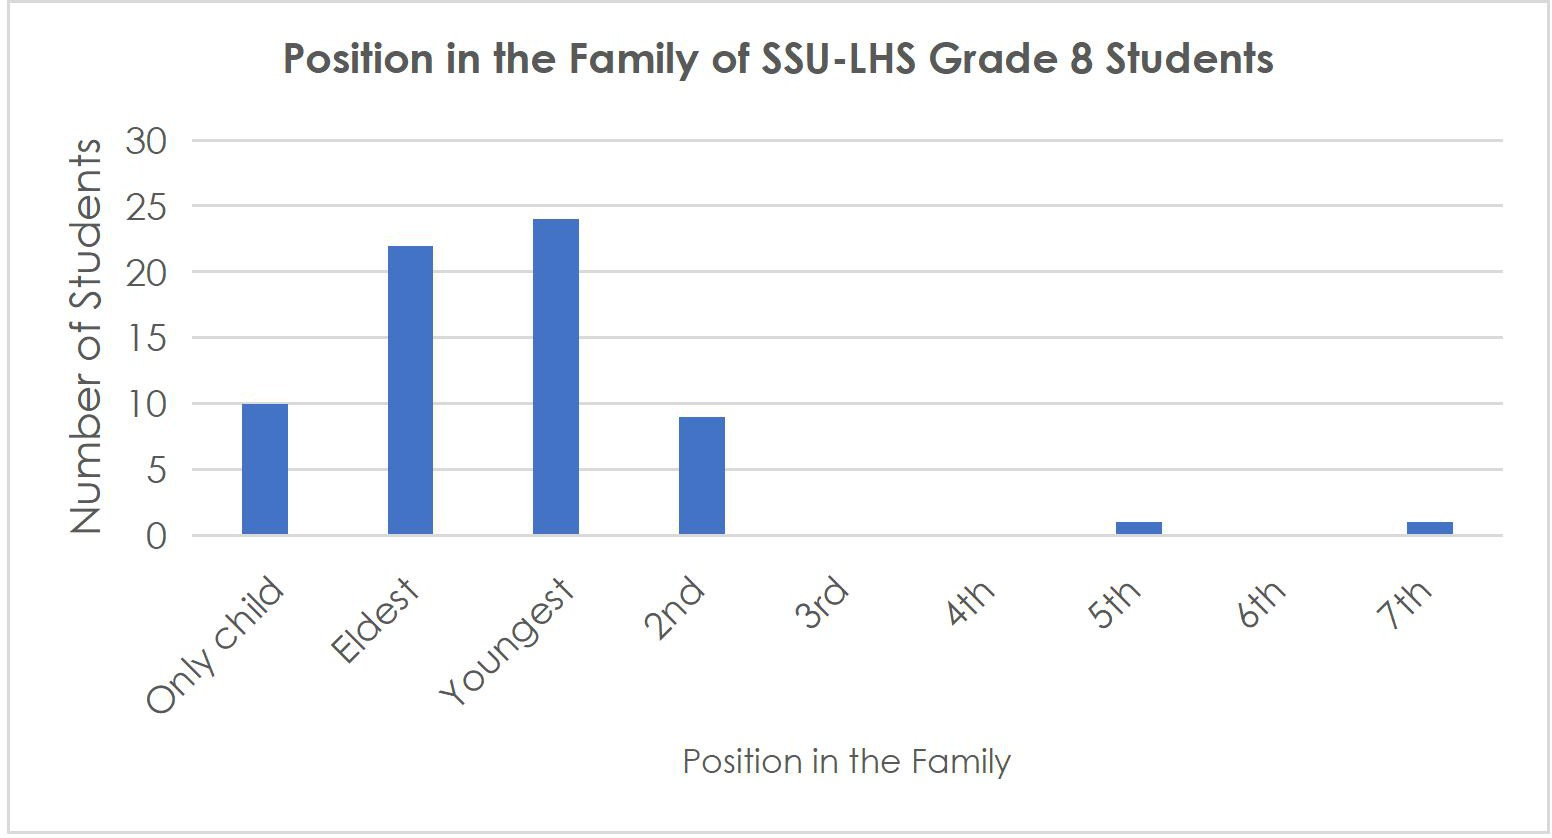 Position in the Family of SSU-LHS Grade 8 Students
Number of Students
30
25
20
15
10
5
0
Only child
Eldest
Youngest
2nd
3rd
4th
5th
6th
7th
Position in the Family